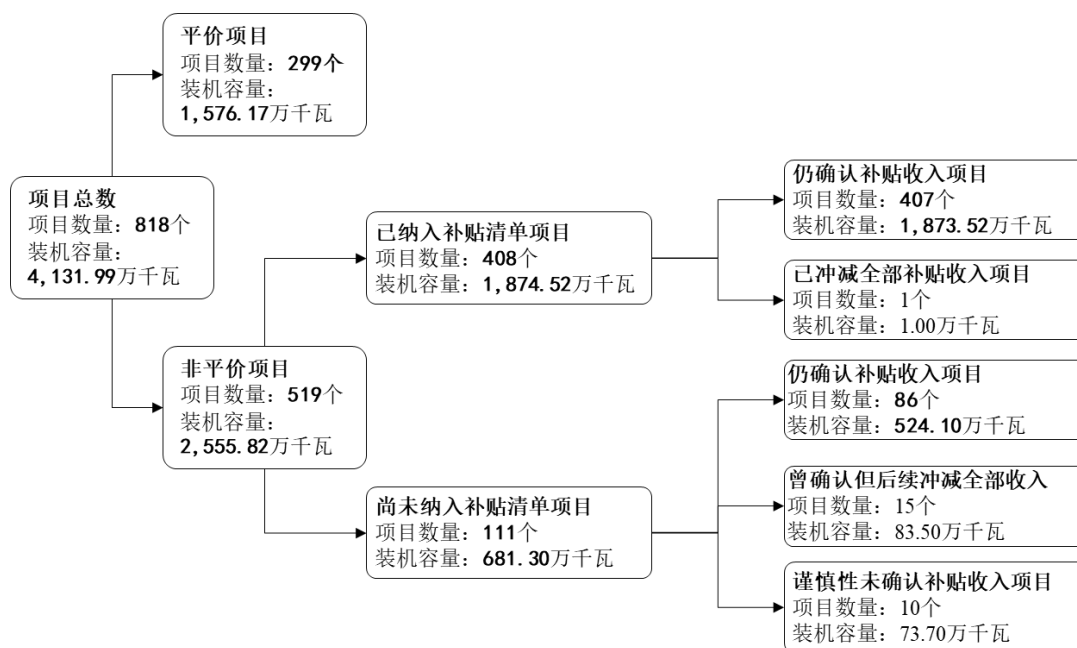 平价项目
项目数量：299个
装机容量：
1,576.17万千瓦
项目总数
项目数量：818个
装机容量：
4,131.99万千瓦
非平价项目
项目数量：519个
装机容量：
2,555.82万千瓦
已纳入补贴清单项目
项目数量：408个
装机容量：1,874.52万千瓦
尚未纳入补贴清单项目
项目数量：111个
装机容量：681.30万千瓦
仍确认补贴收入项目
项目数量：407个
装机容量：1,873.52万千瓦
已冲减全部补贴收入项目
项目数量：1个
装机容量：1.00万千瓦
仍确认补贴收入项目
项目数量：86个
装机容量：524.10万千瓦
曾确认但后续冲减全部收入
项目数量：15个
装机容量：83.50万千瓦
谨慎性未确认补贴收入项目
项目数量：10个
装机容量：73.70万千瓦